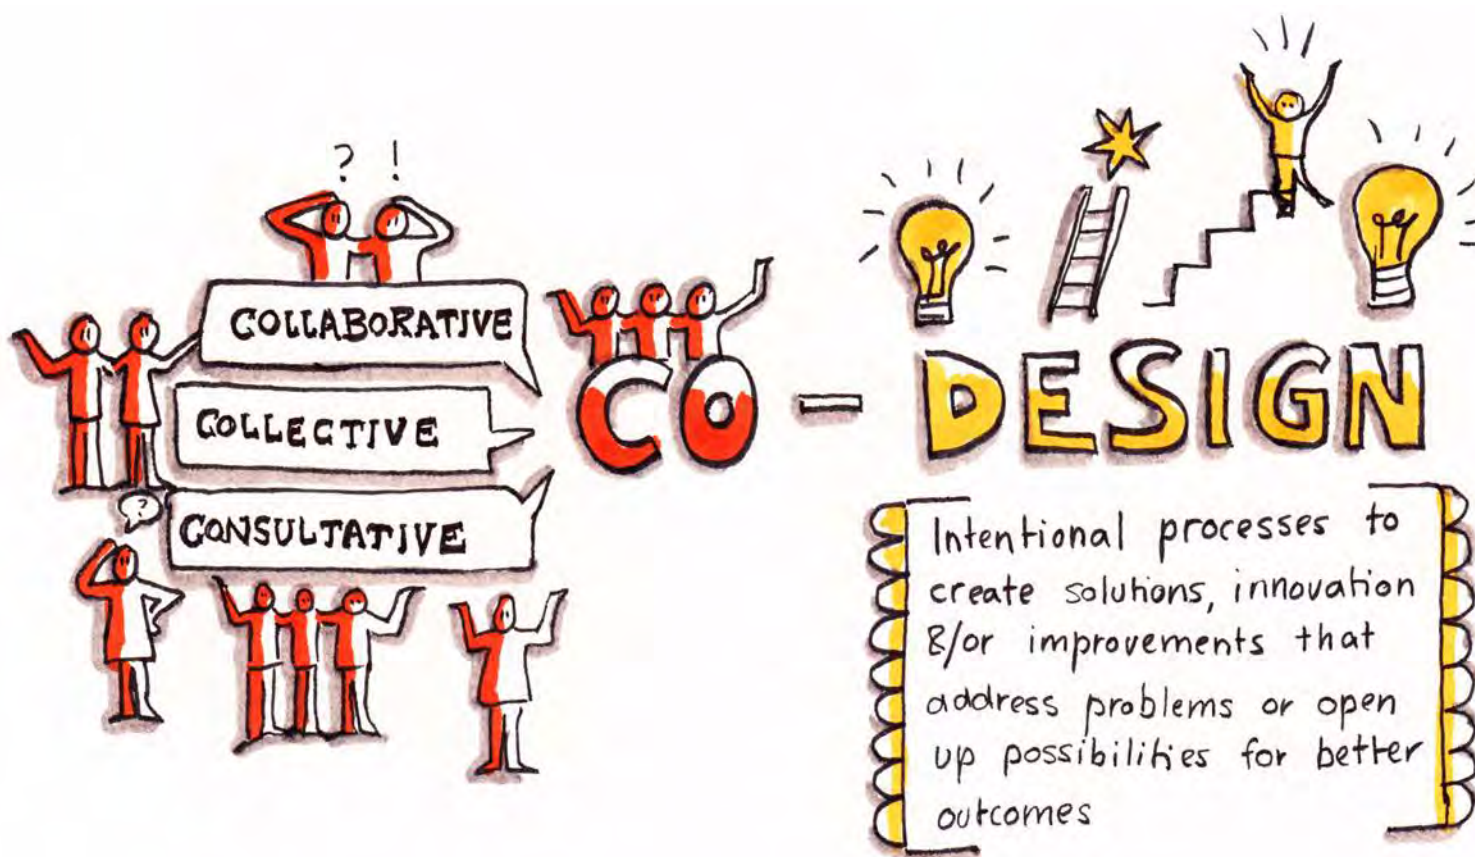 ? !
COLLABORATIVE
COLLECTIVE
?
CONSULTATIVE
CO - DESIGN
Intentional processes to
create solutions, innovation
&/or improvements that
address problems or open
up possibilities for better
outcomes